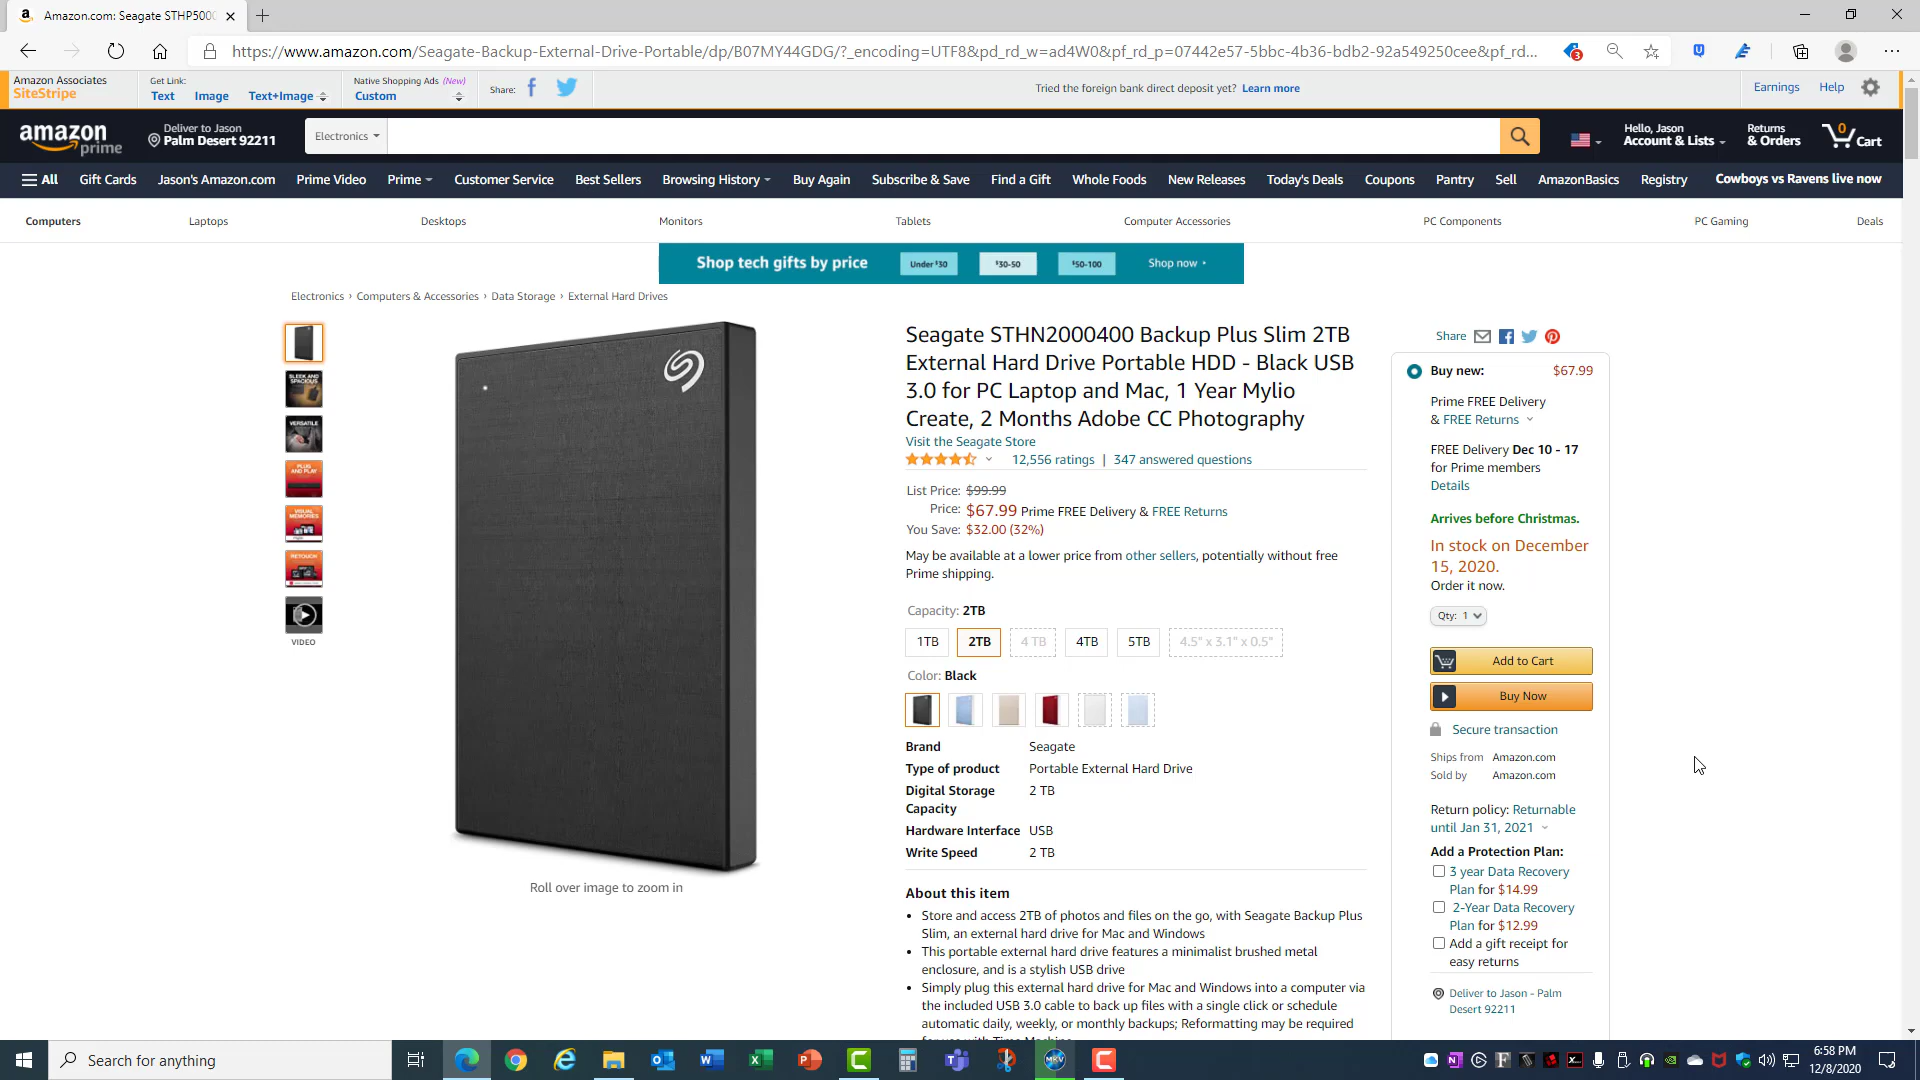 Amazon.com: Seagate STHP5000
https://www.amazon.com/Seagate-Backup-External-Drive-Portable/dp/B07MY44GDG/?_encoding=UTF8&pd_rd_w=ad4W0&pf_rd_p=07442e57-5bbc-4b36-bdb2-92a549250cee&pf_rd...
3
Amazon Associates
SiteStripe
Get Link:
Text Image Text+Image
Native Shopping Ads (New)
Custom
Share:
Tried the foreign bank direct deposit yet? Learn more
Earnings Help
amazon prime
Deliver to Jason
Palm Desert 92211
Electronics
Hello, Jason
Account & Lists
Returns
& Orders
0
Cart
All Gift Cards Jason's Amazon.com Prime Video Prime Customer Service Best Sellers Browsing History Buy Again Subscribe & Save Find a Gift Whole Foods New Releases Today's Deals Coupons Pantry Sell AmazonBasics Registry Cowboys vs Ravens live now
Computers Laptops Desktops Monitors Tablets Computer Accessories PC Components PC Gaming Deals
Shop tech gifts by price Under $30 $30-50 $50-100 Shop now
Electronics › Computers & Accessories › Data Storage › External Hard Drives
SLEEK AND
SPACIOUS
VERSATILE
PLUG
AND PLAY
VISUAL
MEMORIES
RETOUCH
VIDEO
Roll over image to zoom in
Seagate STHN2000400 Backup Plus Slim 2TB
External Hard Drive Portable HDD - Black USB
3.0 for PC Laptop and Mac, 1 Year Mylio
Create, 2 Months Adobe CC Photography
Visit the Seagate Store
12,556 ratings | 347 answered questions
List Price: $99.99
Price: $67.99 Prime FREE Delivery & FREE Returns
You Save: $32.00 (32%)
May be available at a lower price from other sellers, potentially without free
Prime shipping.
Capacity: 2TB
1TB 2TB 4 TB 4TB 5TB 4.5" x 3.1" x 0.5"
Color: Black
Brand Seagate
Type of product Portable External Hard Drive
Digital Storage Capacity 2 TB
Hardware Interface USB
Write Speed 2 TB
About this item
• Store and access 2TB of photos and files on the go, with Seagate Backup Plus
Slim, an external hard drive for Mac and Windows
• This portable external hard drive features a minimalist brushed metal
enclosure, and is a stylish USB drive
• Simply plug this external hard drive for Mac and Windows into a computer via
the included USB 3.0 cable to back up files with a single click or schedule
automatic daily, weekly, or monthly backups; Reformatting may be required
for use with Time Machine
Share
Buy new: $67.99
Prime FREE Delivery
& FREE Returns
FREE Delivery Dec 10 - 17
for Prime members
Details
Arrives before Christmas.
In stock on December
15, 2020.
Order it now.
Qty: 1
Add to Cart
Buy Now
Secure transaction
Ships from Amazon.com
Sold by Amazon.com
Return policy: Returnable
until Jan 31, 2021
Add a Protection Plan:
3 year Data Recovery
Plan for $14.99
2-Year Data Recovery
Plan for $12.99
Add a gift receipt for
easy returns
Deliver to Jason - Palm
Desert 92211
Search for anything
6:58 PM
12/8/2020